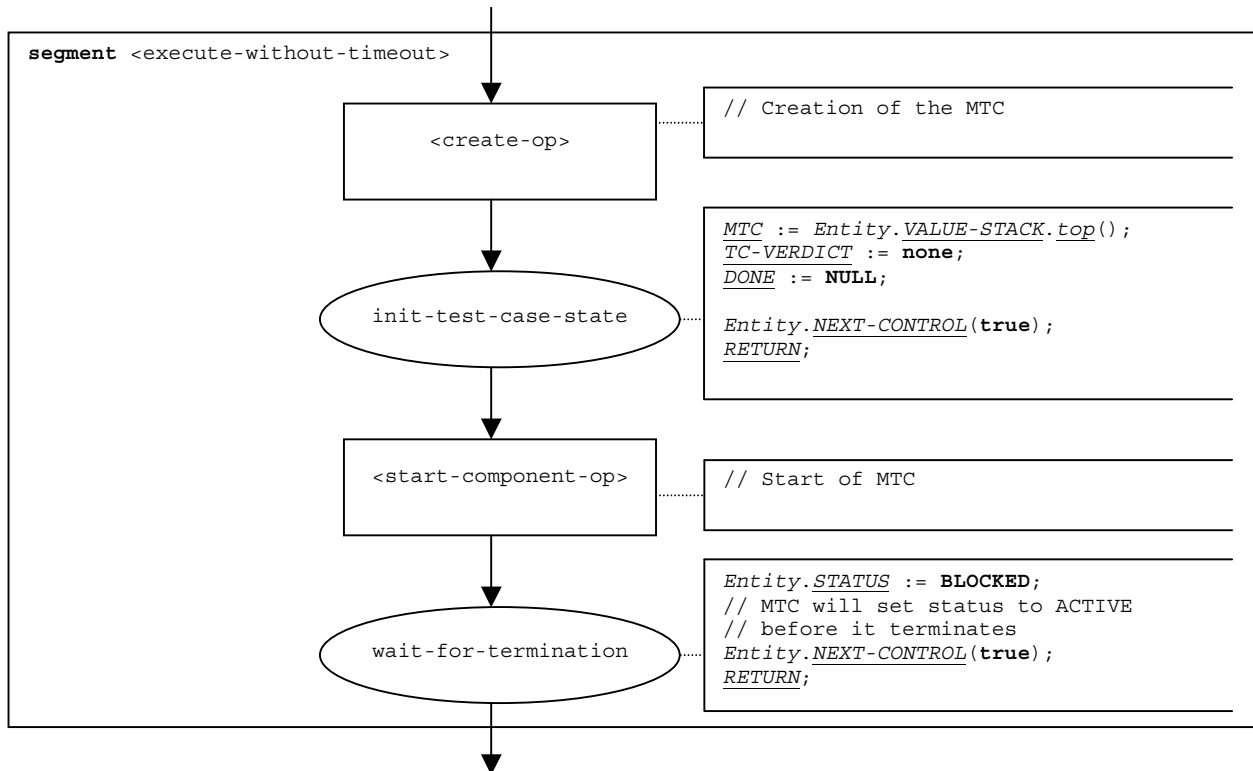 segment <execute-without-timeout>
<create-op>
// Creation of the MTC
init-test-case-state
MTC := Entity.VALUE-STACK.top();
TC-VERDICT := none;
DONE := NULL;
Entity.NEXT-CONTROL(true);
RETURN;
<start-component-op>
// Start of MTC
wait-for-termination
Entity.STATUS := BLOCKED;
// MTC will set status to ACTIVE
// before it terminates
Entity.NEXT-CONTROL(true);
RETURN;